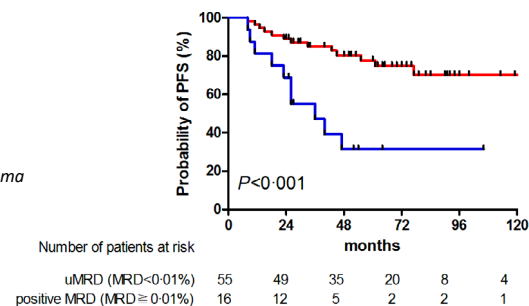 100
80
60
40
20
0
Probability of PFS (%)
P<0·001
ma
0 24 48 72 96 120
months
Number of patients at risk
uMRD (MRD<0·01%) 55 49 35 20 8 4
positive MRD (MRD≧0·01%) 16 12 5 2 2 1